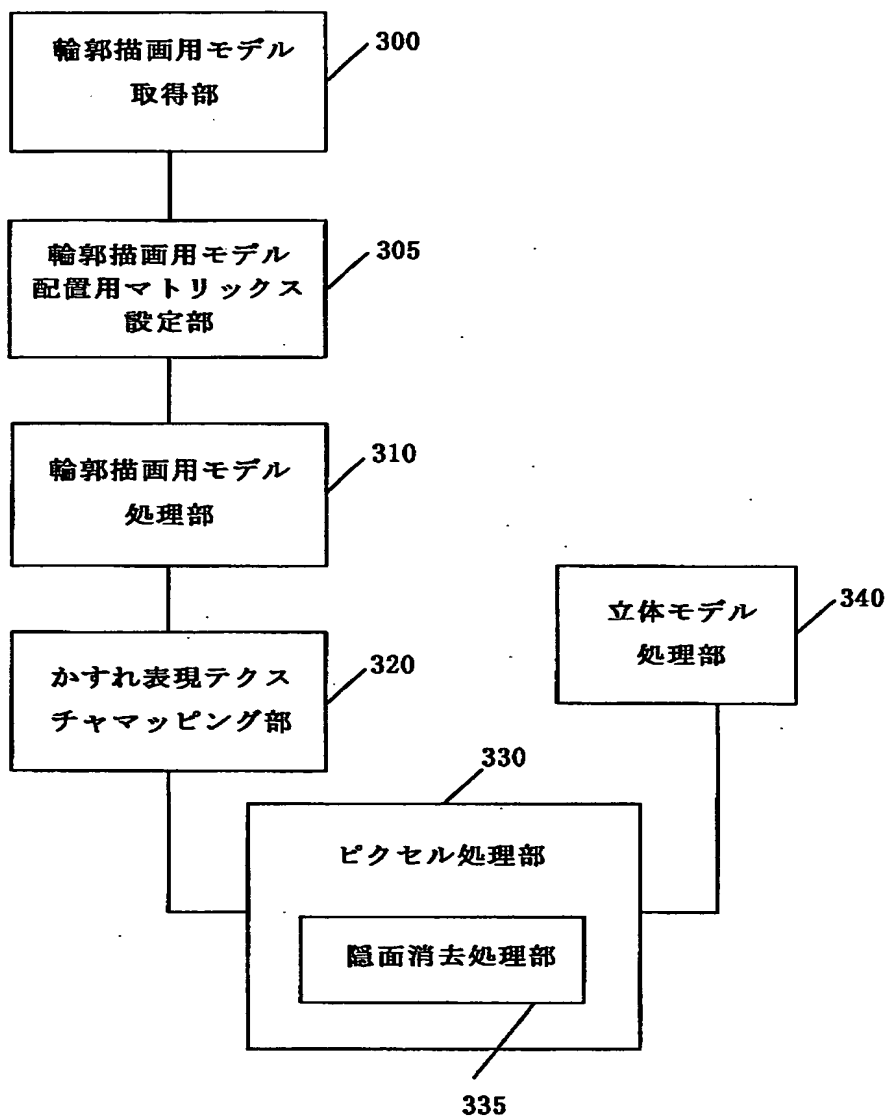 輪郭描画用モデル
取得部
300
輪郭描画用モデル
配置用マトリックス
設定部
305
輪郭描画用モデル
処理部
310
立体モデル
処理部
340
かすれ表現テクス
チャマッピング部
320
330
ピクセル処理部
隠面消去処理部
335